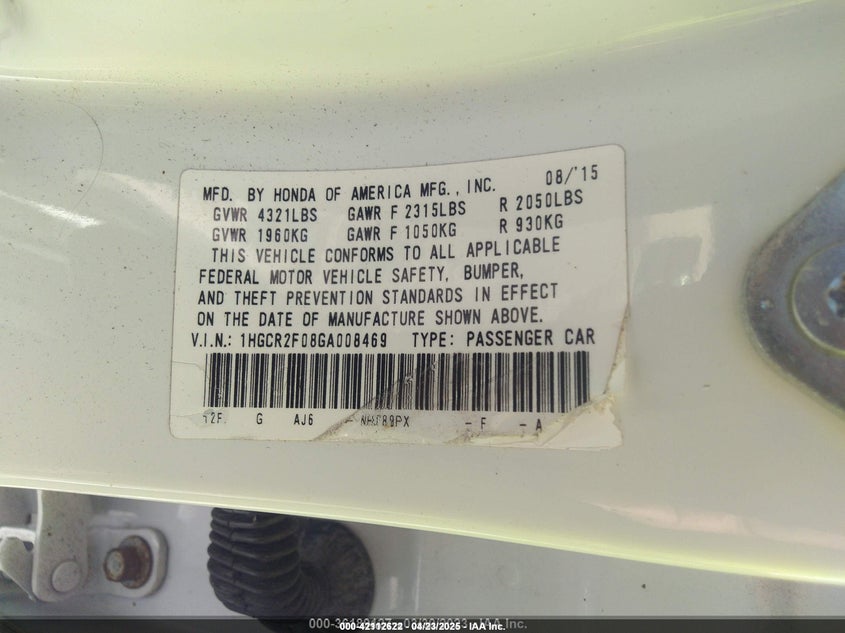 MFD. BY HONDA OF AMERICA MFG., INC. 08/'15
GVWR 4321LBS GAWR F 2315LBS R 2050LBS
GVWR 1960KG GAWR F 1050KG R 930KG
THIS VEHICLE CONFORMS TO ALL APPLICABLE
FEDERAL MOTOR VEHICLE SAFETY, BUMPER,
AND THEFT PREVENTION STANDARDS IN EFFECT
ON THE DATE OF MANUFACTURE SHOWN ABOVE.
V.I.N.: 1HGCR2F08GA008469 TYPE: PASSENGER CAR
G AJ6 - F - A
000-42112622 04/23/2025 IAA Inc.